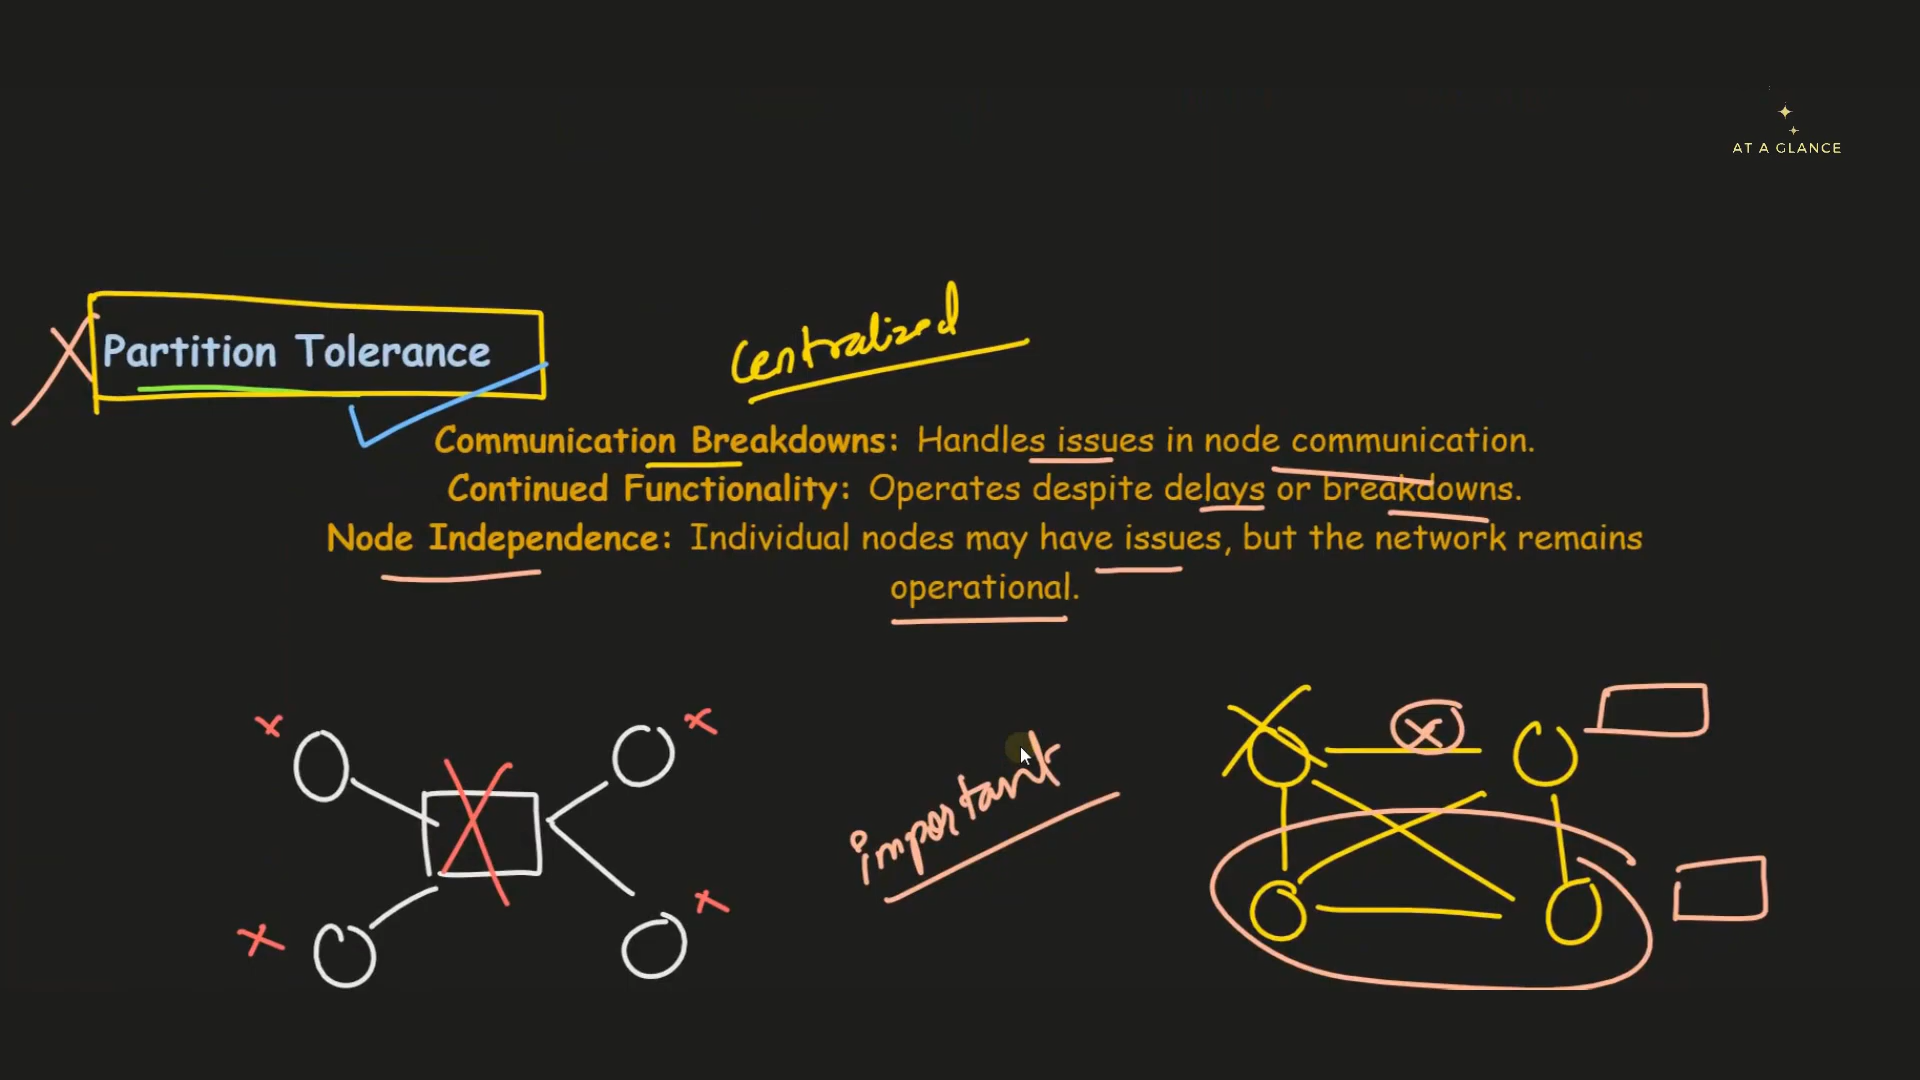 AT A GLANCE
Centralized
Partition Tolerance
Communication Breakdowns: Handles issues in node communication.
Continued Functionality: Operates despite delays or breakdowns.
Node Independence: Individual nodes may have issues, but the network remains
operational.
important